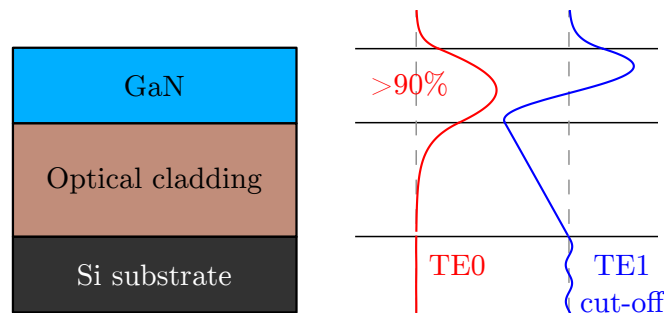 GaN
Optical cladding
Si substrate
>90%
TE0
TE1
cut-off